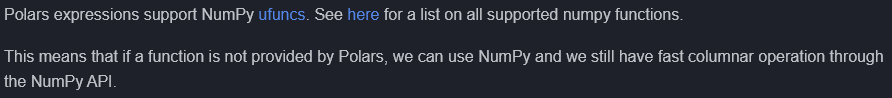 Polars expressions support NumPy ufuncs. See here for a list on all supported numpy functions.
This means that if a function is not provided by Polars, we can use NumPy and we still have fast columnar operation through
the NumPy API.